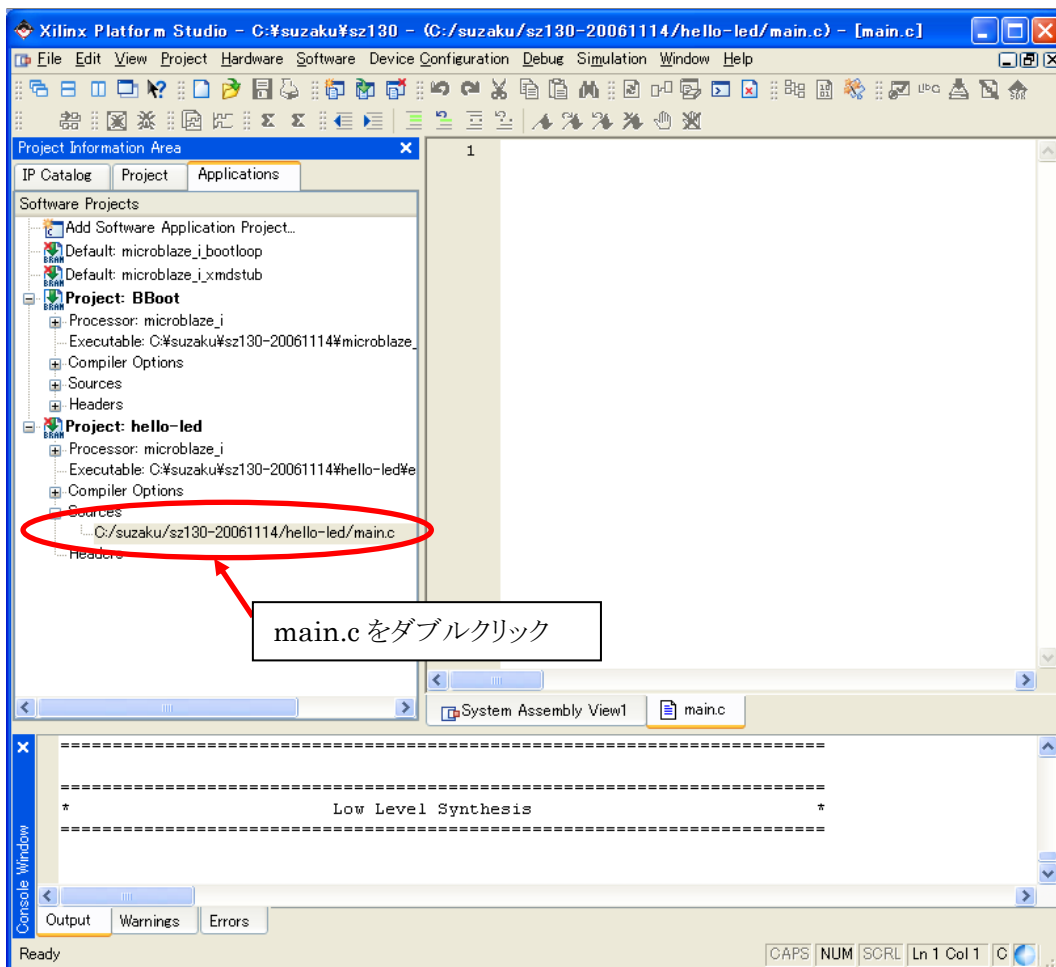 Xilinx Platform Studio - C:¥suzaku¥sz130 - (C:/suzaku/sz130-20061114/hello-led/main.c) - [main.c]
File Edit View Project Hardware Software Device Configuration Debug Simulation Window Help
Project Information Area
IP Catalog Project Applications
Software Projects
Add Software Application Project...
Default: microblaze_i_bootloop
Default: microblaze_i_xmdstub
Project: BBoot
Processor: microblaze_i
Executable: C:¥suzaku¥sz130-20061114¥microblaze_
Compiler Options
Sources
Headers
Project: hello-led
Processor: microblaze_i
Executable: C:¥suzaku¥sz130-20061114¥hello-led¥e
Compiler Options
Sources
C:/suzaku/sz130-20061114/hello-led/main.c
Headers
1
main.c をダブルクリック
System Assembly View1 main.c
=========================================================================
=========================================================================
* Low Level Synthesis *
=========================================================================
Console Window
Output Warnings Errors
Ready CAPS NUM SCRL Ln 1 Col 1 C